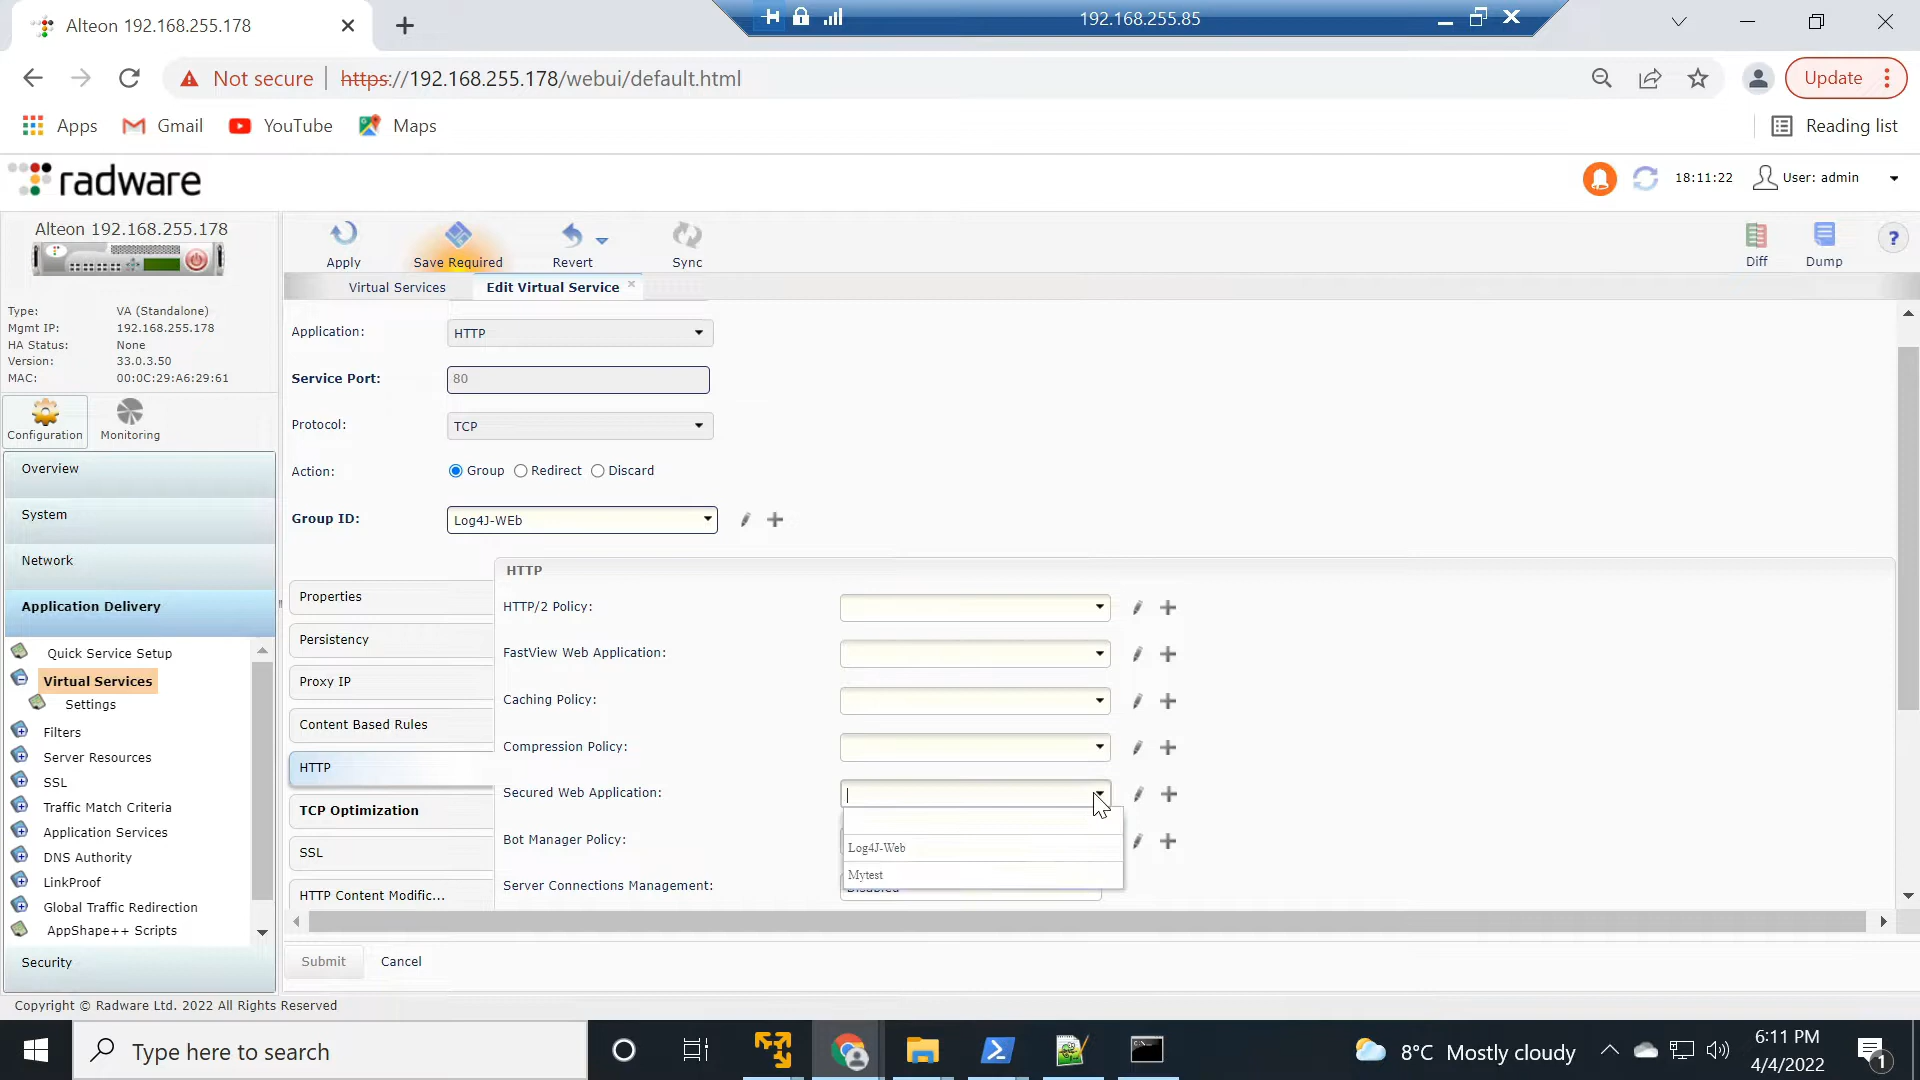 Alteon 192.168.255.178
192.168.255.85
Not secure https://192.168.255.178/webui/default.html
Update
Apps Gmail YouTube Maps
Reading list
radware
18:11:22 User: admin
Alteon 192.168.255.178
Type: VA (Standalone)
Mgmt IP: 192.168.255.178
HA Status: None
Version: 33.0.3.50
MAC: 00:0C:29:A6:29:61
Configuration Monitoring
Overview
System
Network
Application Delivery
Quick Service Setup
Virtual Services
Settings
Filters
Server Resources
SSL
Traffic Match Criteria
Application Services
DNS Authority
LinkProof
Global Traffic Redirection
AppShape++ Scripts
Security
Apply Save Required Revert Sync
Diff Dump ?
Virtual Services Edit Virtual Service
Application: HTTP
Service Port: 80
Protocol: TCP
Action: Group Redirect Discard
Group ID: Log4J-WEb
Properties
Persistency
Proxy IP
Content Based Rules
HTTP
TCP Optimization
SSL
HTTP Content Modific...
HTTP
HTTP/2 Policy:
FastView Web Application:
Caching Policy:
Compression Policy:
Secured Web Application:
Log4J-Web
Mytest
Bot Manager Policy:
Server Connections Management: Disabled
Submit Cancel
Copyright © Radware Ltd. 2022 All Rights Reserved
Type here to search
8°C Mostly cloudy
6:11 PM
4/4/2022
1